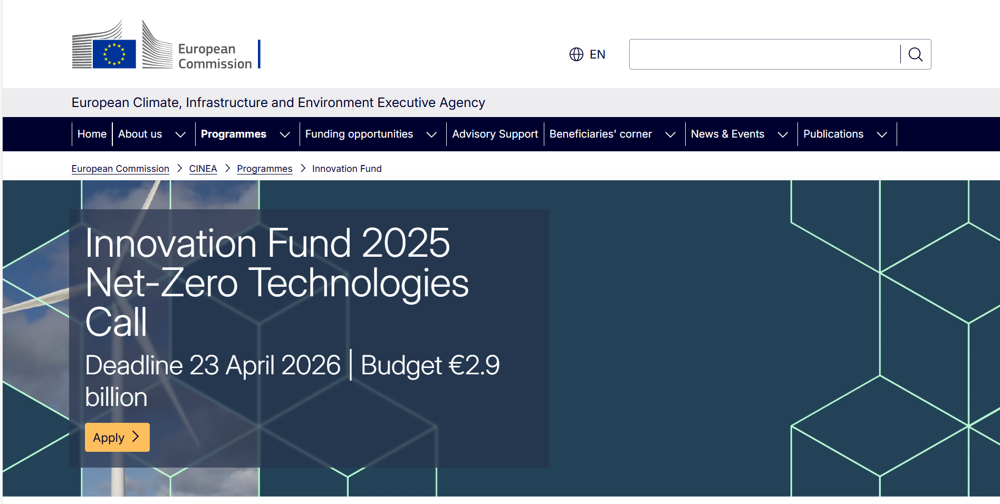 European
Commission
EN
European Climate, Infrastructure and Environment Executive Agency
Home About us Programmes Funding opportunities Advisory Support Beneficiaries' corner News & Events Publications
European Commission > CINEA > Programmes > Innovation Fund
Innovation Fund 2025
Net-Zero Technologies
Call
Deadline 23 April 2026 | Budget €2.9
billion
Apply >